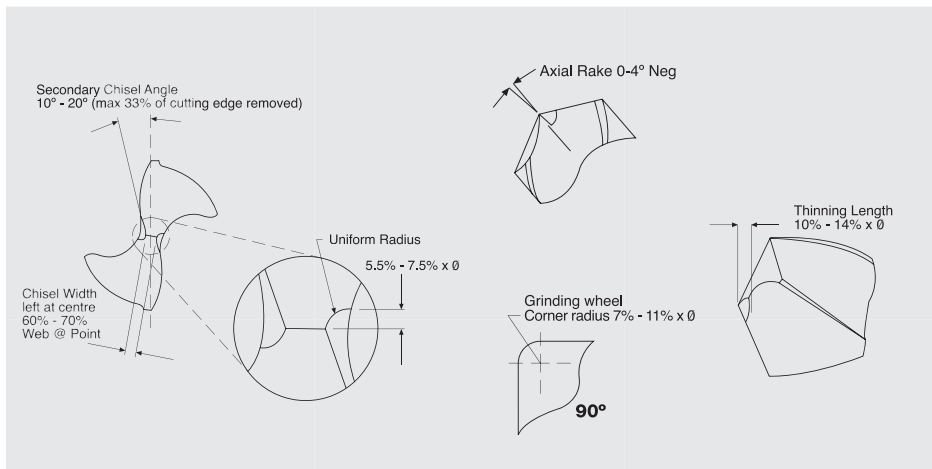 Secondary Chisel Angle
10º - 20º (max 33% of cutting edge removed)
Axial Rake 0-4º Neg
Uniform Radius
5.5% - 7.5% x Ø
Chisel Width
left at centre
60% - 70%
Web @ Point
Grinding wheel
Corner radius 7% - 11% x Ø
90º
Thinning Length
10% - 14% x Ø